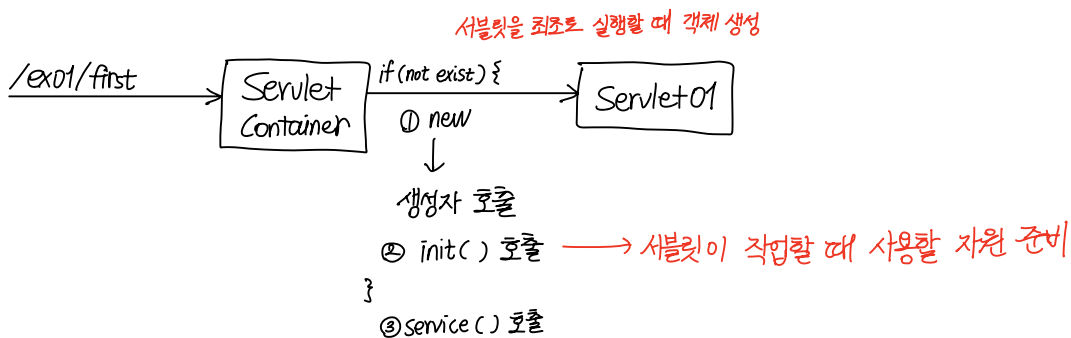 서블릿을 최초로 실행할 때 객체 생성
/ex01/first
Servlet
Container
if(not exist) {
① new
Servlet01
생성자 호출
② init( ) 호출
서블릿이 작업할 때 사용할 자원 준비
}
③ service( ) 호출